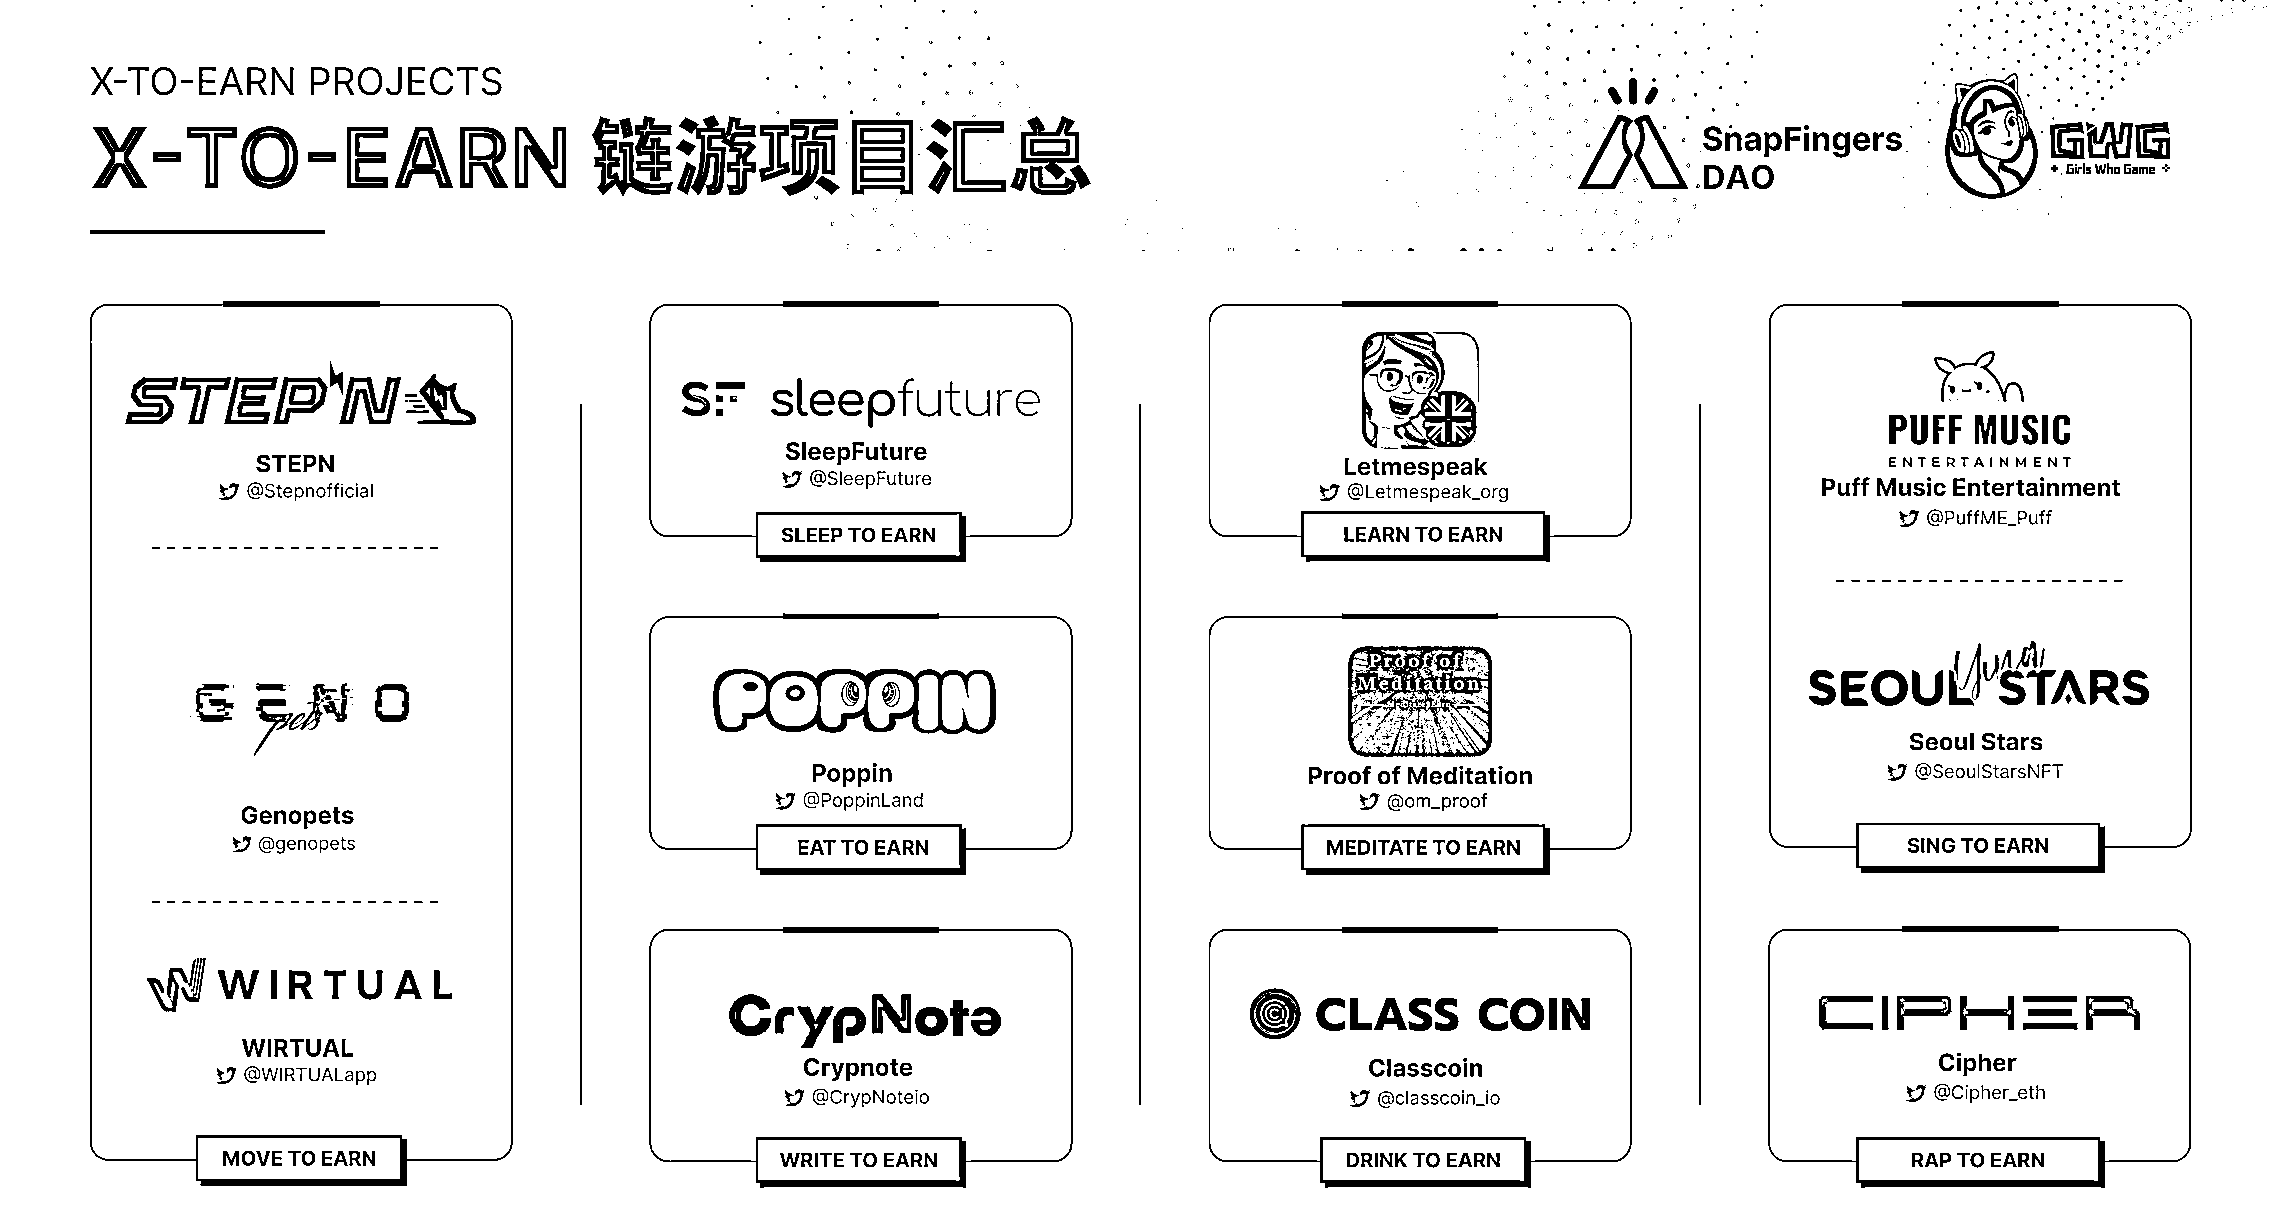 X-TO-EARN PROJECTS
X-TO-EARN 链游项目汇总
SnapFingers
DAO
GWG
Girls Who Game
STEP'N
STEPN
@Stepnofficial
GENO
pets
Genopets
@genopets
WIRTUAL
WIRTUAL
@WIRTUALapp
MOVE TO EARN
SF sleepfuture
SleepFuture
@SleepFuture
SLEEP TO EARN
POPPIN
Poppin
@PoppinLand
EAT TO EARN
CrypNote
Crypnote
@CrypNoteio
WRITE TO EARN
Letmespeak
@Letmespeak_org
LEARN TO EARN
Proof of
Meditation
Proof of Meditation
@om_proof
MEDITATE TO EARN
CLASS COIN
Classcoin
@classcoin_io
DRINK TO EARN
PUFF MUSIC
ENTERTAINMENT
Puff Music Entertainment
@PuffME_Puff
SEOUL STARS
Yuna
Seoul Stars
@SeoulStarsNFT
SING TO EARN
CIPHER
Cipher
@Cipher_eth
RAP TO EARN